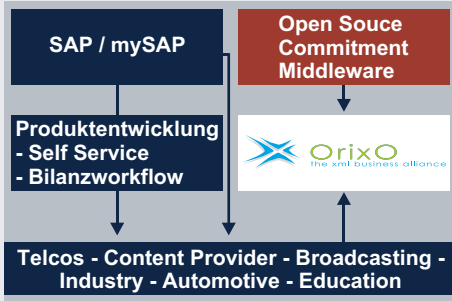 SAP / mySAP
Open Souce
Commitment
Middleware
Produktentwicklung
- Self Service
- Bilanzworkflow
OrixO
the xml business alliance
Telcos - Content Provider - Broadcasting -
Industry - Automotive - Education